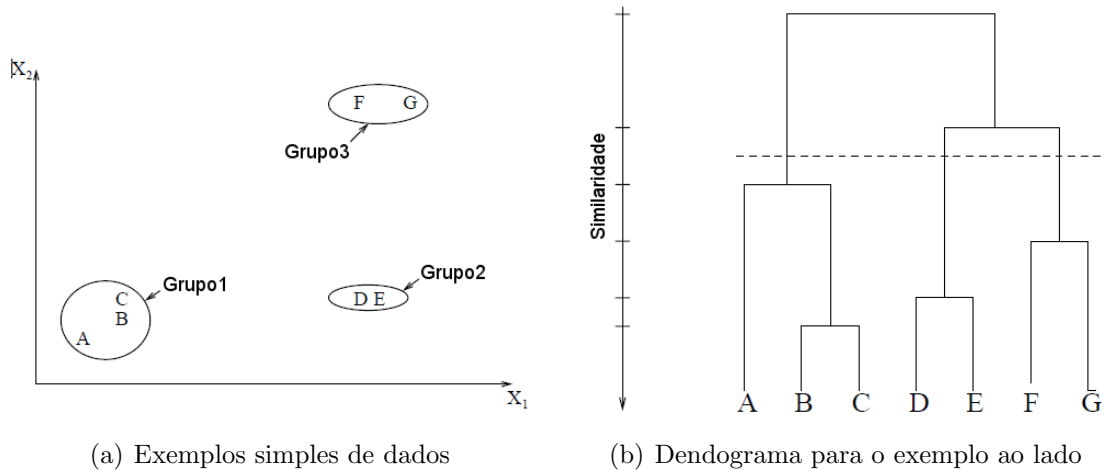 X2
F G
Grupo3
Grupo2
D E
Grupo1
C
B
A
X1
(a) Exemplos simples de dados
Similaridade
A B C D E F G
(b) Dendograma para o exemplo ao lado